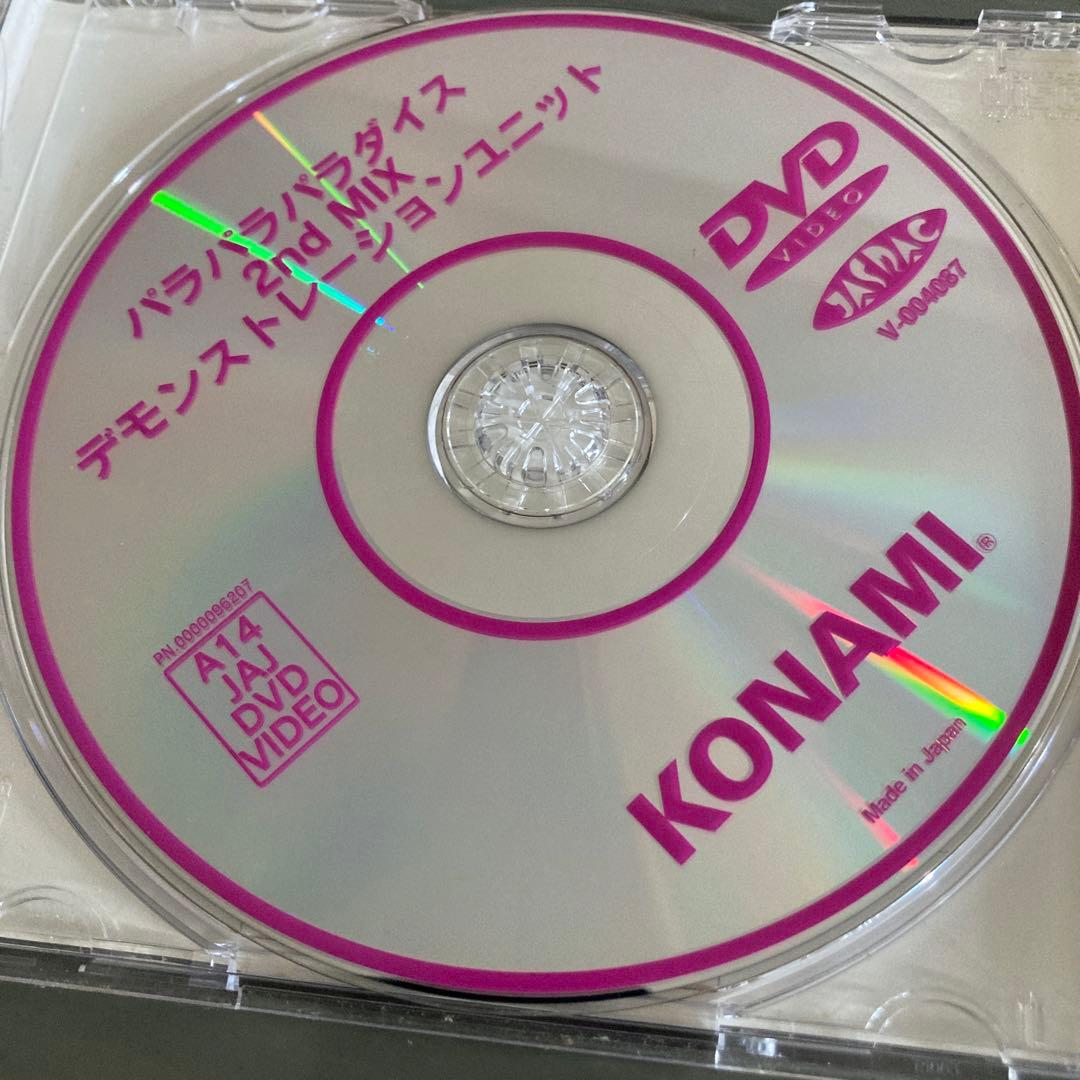 パラパラパラダイス
2nd MIX
デモンストレーションユニット
DVD
VIDEO
JASRAC
V-004087
PN.0000096207
A14
JAJ
DVD
VIDEO
KONAMI®
Made in Japan